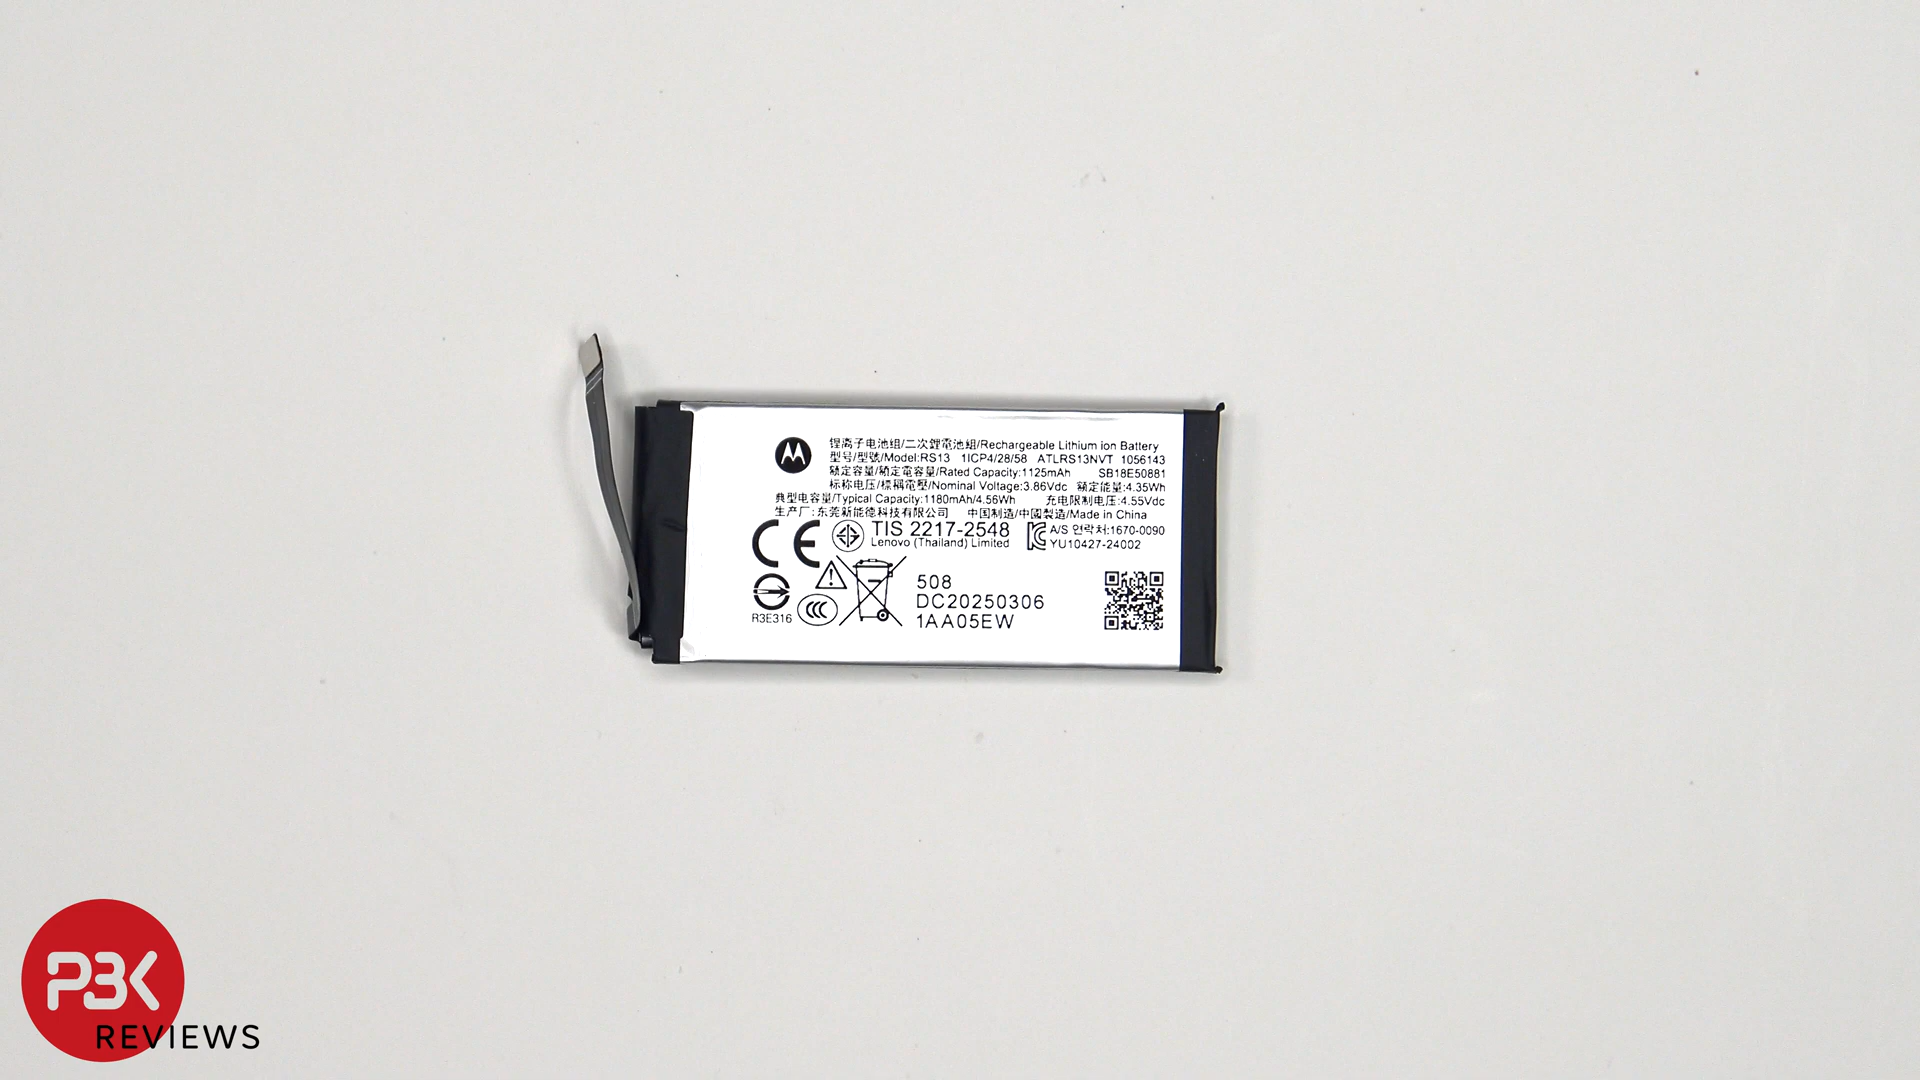 锂离子电池组/二次鋰電池組/Rechargeable Lithium ion Battery
型号/型號/Model:RS13 1ICP4/28/58 ATLRS13NVT 1056143
额定容量/額定電容量/Rated Capacity:1125mAh SB18E50881
标称电压/標稱電壓/Nominal Voltage:3.86Vdc 额定能量:4.35Wh
典型电容量/Typical Capacity:1180mAh/4.56Wh 充电限制电压:4.55Vdc
生产厂:东莞新能德科技有限公司 中国制造/中國製造/Made in China
CE TIS 2217-2548 A/S 연락처:1670-0090
Lenovo (Thailand) Limited YU10427-24002
R3E316
508
DC20250306
1AA05EW
PBK
REVIEWS